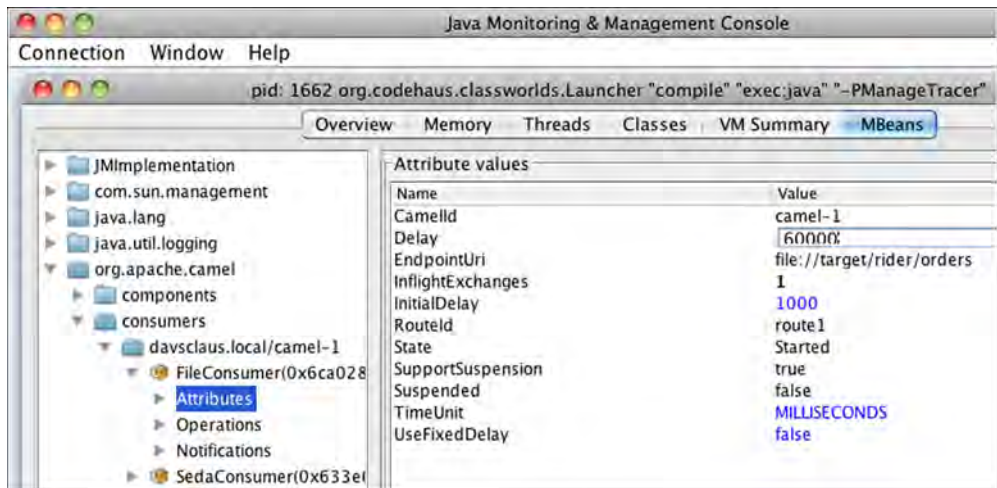 Java Monitoring & Management Console
Connection Window Help
pid: 1662 org.codehaus.classworlds.Launcher "compile" "exec:java" "-PManageTracer"
Overview Memory Threads Classes VM Summary MBeans
JMImplementation
com.sun.management
java.lang
java.util.logging
org.apache.camel
components
consumers
davsclaus.local/camel-1
FileConsumer(0x6ca028
Attributes
Operations
Notifications
SedaConsumer(0x633e
Attribute values
Name Value
CamelId camel-1
Delay 60000
EndpointUri file://target/rider/orders
InflightExchanges 1
InitialDelay 1000
RouteId route1
State Started
SupportSuspension true
Suspended false
TimeUnit MILLISECONDS
UseFixedDelay false